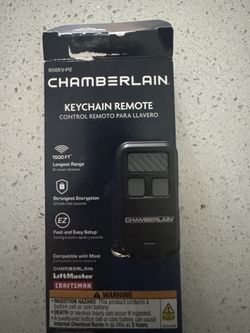 956EV-P2
CHAMBERLAIN
KEYCHAIN REMOTE
CONTROL REMOTO PARA LLAVERO
1500 FT
Longest Range
Strongest Encryption
EZ
Fast and Easy Setup
Compatible with Most
CHAMBERLAIN
LiftMaster
CRAFTSMAN
CHAMBERLAIN
WARNING
• INGESTION HAZARD: This product contains a
button cell or coin battery.
• DEATH or serious injury can occur if ingested.
• A swallowed button cell or coin battery can cause
Internal Chemical Burns in as little as 2 hours.